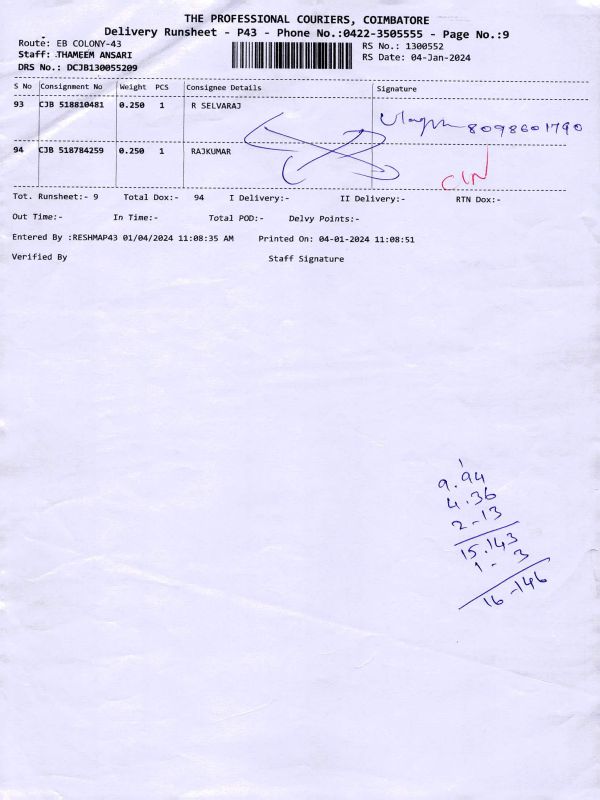 THE PROFESSIONAL COURIERS, COIMBATORE
Delivery Runsheet - P43 - Phone No.:0422-3505555 - Page No.:9
Route: EB COLONY-43
RS No.: 1300552
Staff: THAMEEM ANSARI
RS Date: 04-Jan-2024
DRS No.: DCJB130055209
S No Consignment No Weight PCS Consignee Details Signature
93 CJB 518810481 0.250 1 R SELVARAJ
8098601790
94 CJB 518784259 0.250 1 RAJKUMAR
Tot. Runsheet:- 9 Total Dox:- 94 I Delivery:- II Delivery:- RTN Dox:-
Out Time:- In Time:- Total POD:- Delvy Points:-
Entered By :RESHMAP43 01/04/2024 11:08:35 AM Printed On: 04-01-2024 11:08:51
Verified By Staff Signature
1
9.94
4.36
2-13
15.143
1- 3
16-146